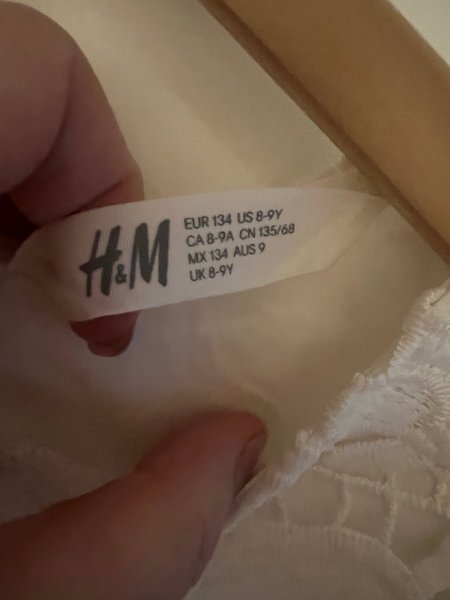 H&M
EUR 134 US 8-9Y
CA 8-9A CN 135/68
MX 134 AUS 9
UK 8-9Y